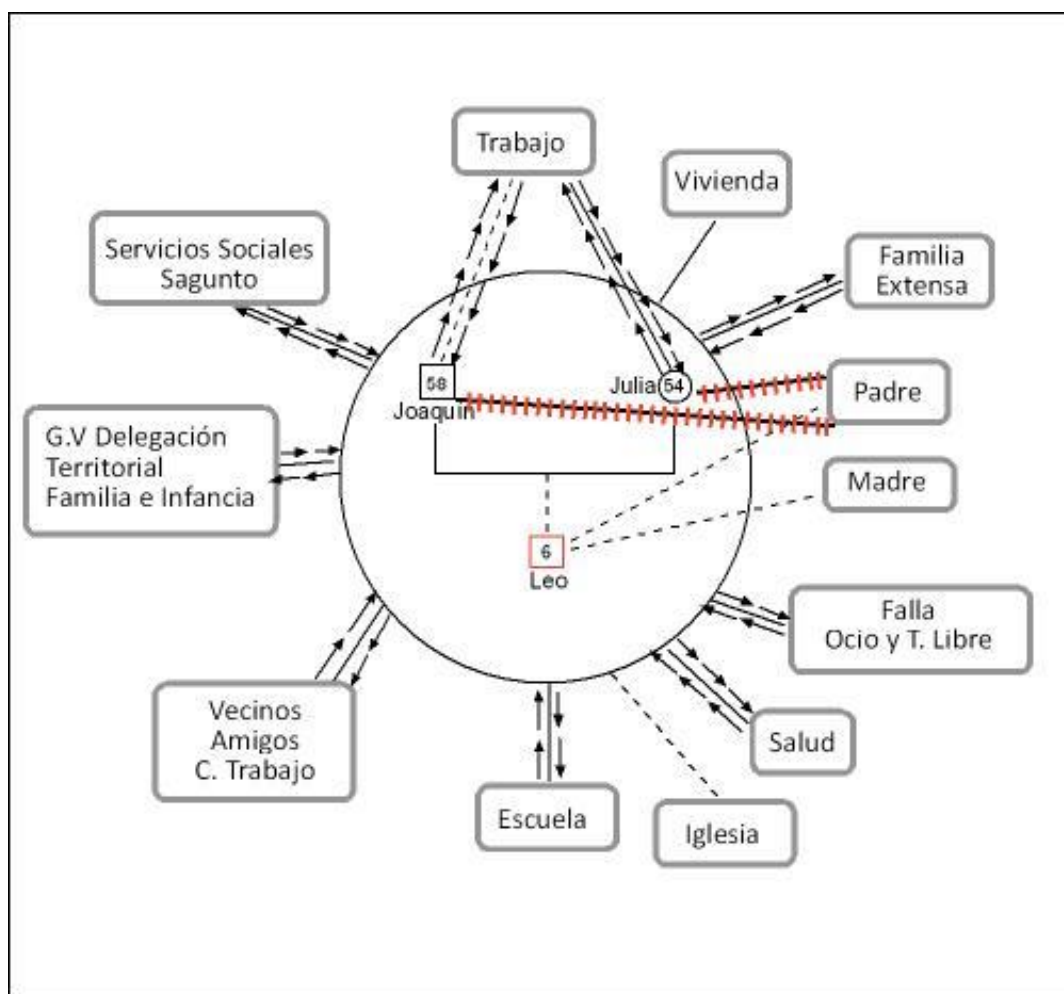 Trabajo
Vivienda
Servicios Sociales
Sagunto
Familia
Extensa
58
Joaquin
Julia
54
Padre
G.V Delegación
Territorial
Familia e Infancia
Madre
6
Leo
Falla
Ocio y T. Libre
Vecinos
Amigos
C. Trabajo
Salud
Escuela
Iglesia